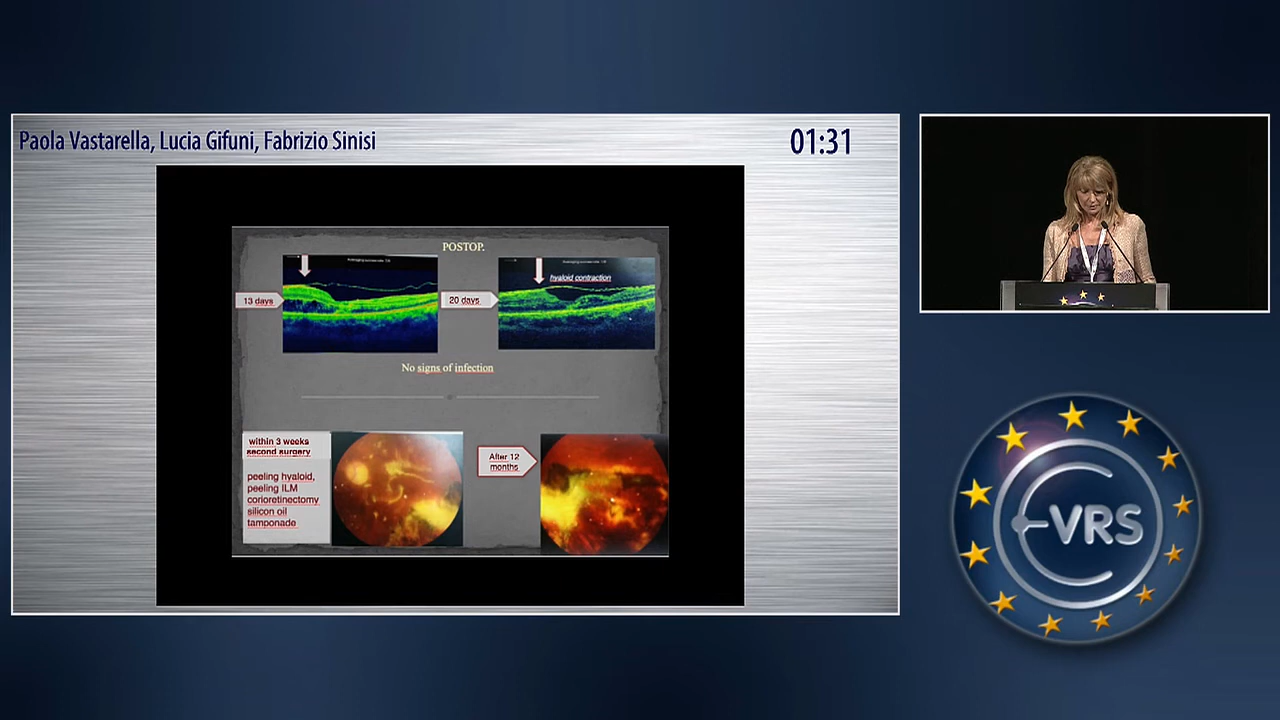 Paola Vastarella, Lucia Gifuni, Fabrizio Sinisi
01:31
POSTOP.
hyaloid contraction
13 days
20 days
No signs of infection
within 3 weeks
second surgery
peeling hyaloid,
peeling ILM
corioretinectomy
silicon oil
tamponade
After 12
months
EVRS